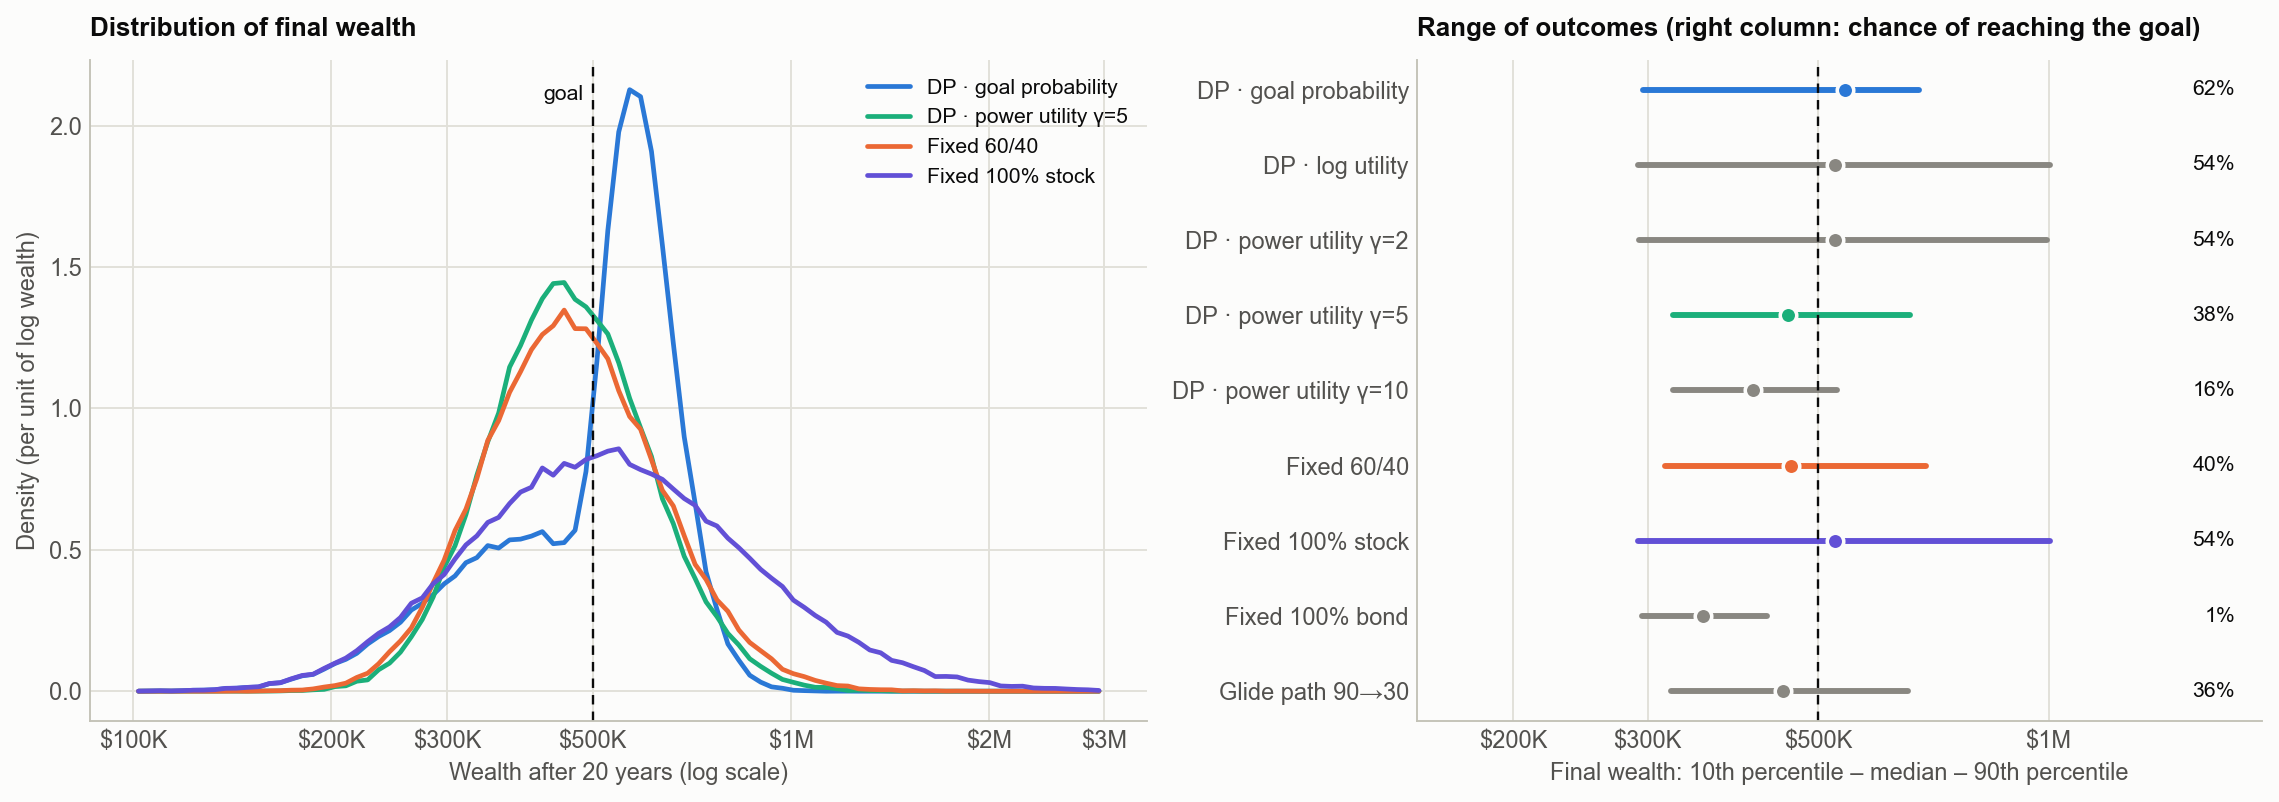 Distribution of final wealth
goal
DP · goal probability
DP · power utility γ=5
Fixed 60/40
Fixed 100% stock
Density (per unit of log wealth)
2.0
1.5
1.0
0.5
0.0
$100K
$200K
$300K
$500K
$1M
$2M
$3M
Wealth after 20 years (log scale)
Range of outcomes (right column: chance of reaching the goal)
DP · goal probability 62%
DP · log utility 54%
DP · power utility γ=2 54%
DP · power utility γ=5 38%
DP · power utility γ=10 16%
Fixed 60/40 40%
Fixed 100% stock 54%
Fixed 100% bond 1%
Glide path 90→30 36%
$200K
$300K
$500K
$1M
Final wealth: 10th percentile – median – 90th percentile